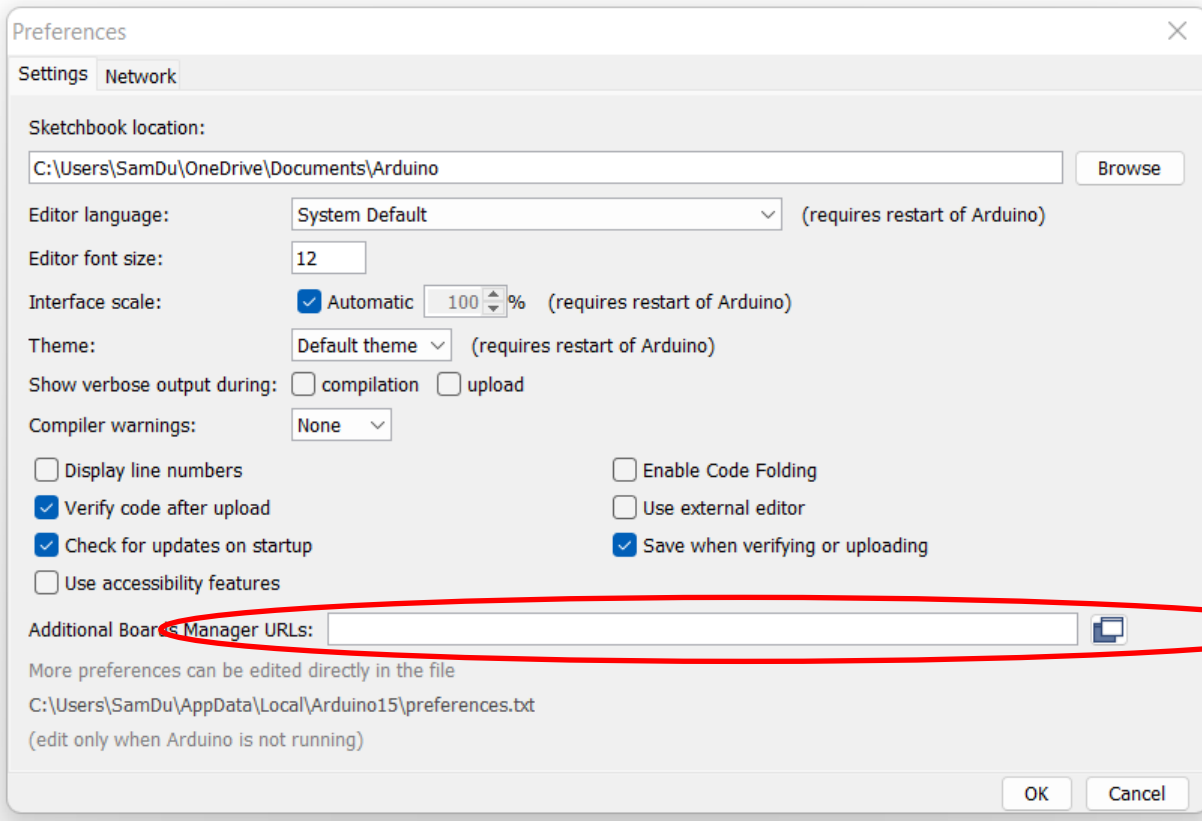 Preferences
Settings Network
Sketchbook location:
C:\Users\SamDu\OneDrive\Documents\Arduino Browse
Editor language: System Default (requires restart of Arduino)
Editor font size: 12
Interface scale: Automatic 100 % (requires restart of Arduino)
Theme: Default theme (requires restart of Arduino)
Show verbose output during: compilation upload
Compiler warnings: None
Display line numbers Enable Code Folding
Verify code after upload Use external editor
Check for updates on startup Save when verifying or uploading
Use accessibility features
Additional Boards Manager URLs:
More preferences can be edited directly in the file
C:\Users\SamDu\AppData\Local\Arduino15\preferences.txt
(edit only when Arduino is not running)
OK Cancel